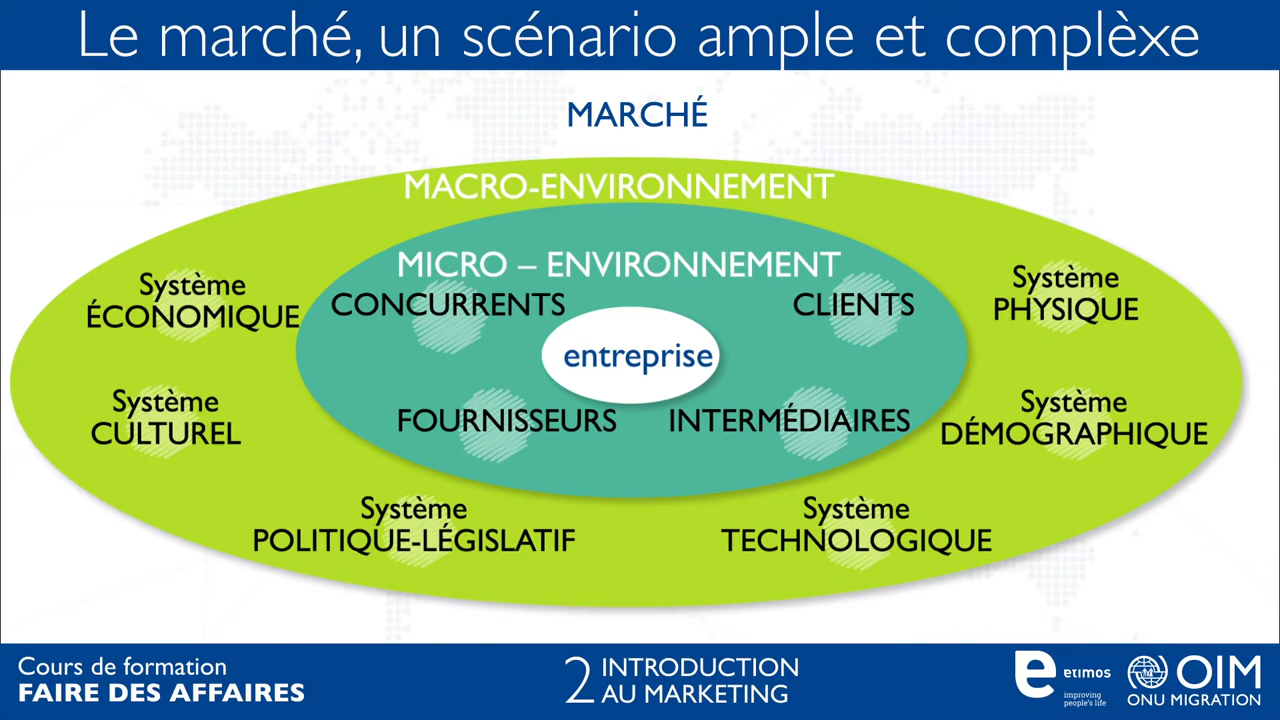 Le marché, un scénario ample et complèxe
MARCHÉ
MACRO-ENVIRONNEMENT
MICRO – ENVIRONNEMENT
Système
ÉCONOMIQUE
CONCURRENTS
CLIENTS
Système
PHYSIQUE
entreprise
Système
CULTUREL
FOURNISSEURS
INTERMÉDIAIRES
Système
DÉMOGRAPHIQUE
Système
POLITIQUE-LÉGISLATIF
Système
TECHNOLOGIQUE
Cours de formation
FAIRE DES AFFAIRES
2 INTRODUCTION
AU MARKETING
e
etimos
improving
people's life
OIM
ONU MIGRATION